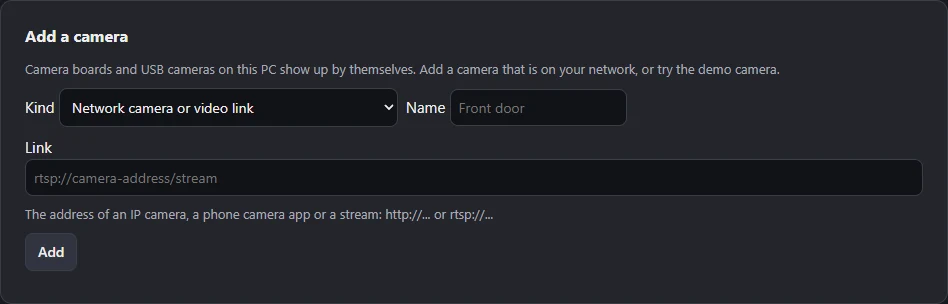 Add a camera
Camera boards and USB cameras on this PC show up by themselves. Add a camera that is on your network, or try the demo camera.
Kind Network camera or video link Name Front door
Link
rtsp://camera-address/stream
The address of an IP camera, a phone camera app or a stream: http://... or rtsp://...
Add